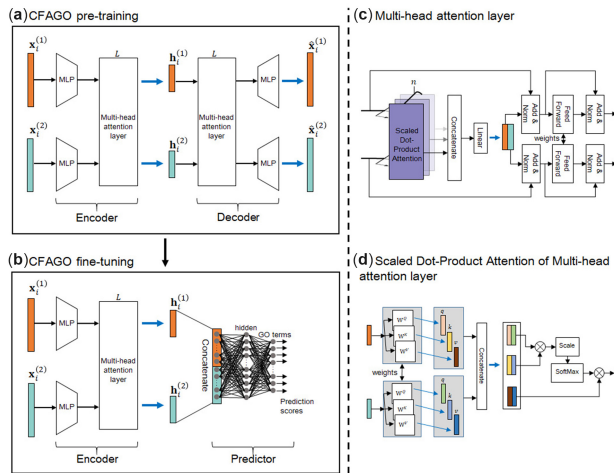 (a) CFAGO pre-training
x_i^(1)
MLP
L
Multi-head
attention
layer
h_i^(1)
L
Multi-head
attention
layer
MLP
x̂_i^(1)
x_i^(2)
MLP
h_i^(2)
MLP
x̂_i^(2)
Encoder
Decoder
(b) CFAGO fine-tuning
x_i^(1)
MLP
L
Multi-head
attention
layer
h_i^(1)
Concatenate
hidden
GO terms
x_i^(2)
MLP
h_i^(2)
Prediction
scores
Encoder
Predictor
(c) Multi-head attention layer
n
Scaled
Dot-
Product
Attention
Concatenate
Linear
Add &
Norm
Feed
Forward
Add &
Norm
weights
Add &
Norm
Feed
Forward
Add &
Norm
(d) Scaled Dot-Product Attention of Multi-head
attention layer
W^q
W^k
W^v
q
k
v
weights
W^q
W^k
W^v
q
k
v
Concatenate
Scale
SoftMax